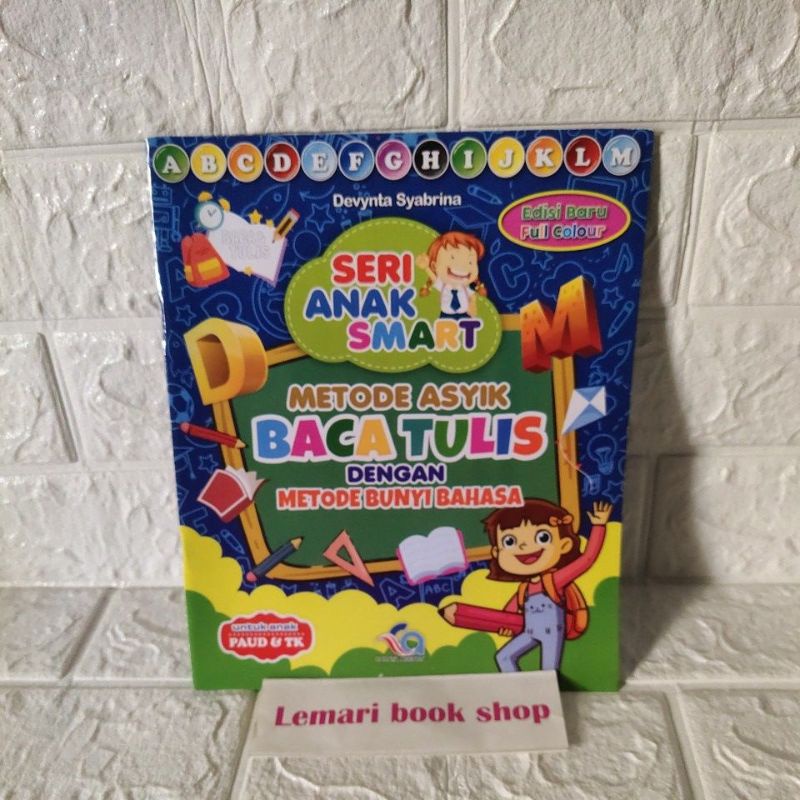 A B C D E F G H I J K L M
Devynta Syabrina
Edisi Baru
Full Colour
SERI
ANAK
SMART
D
M
METODE ASYIK
BACA TULIS
DENGAN
METODE BUNYI BAHASA
ABC
untuk anak
PAUD & TK
Lemari book shop